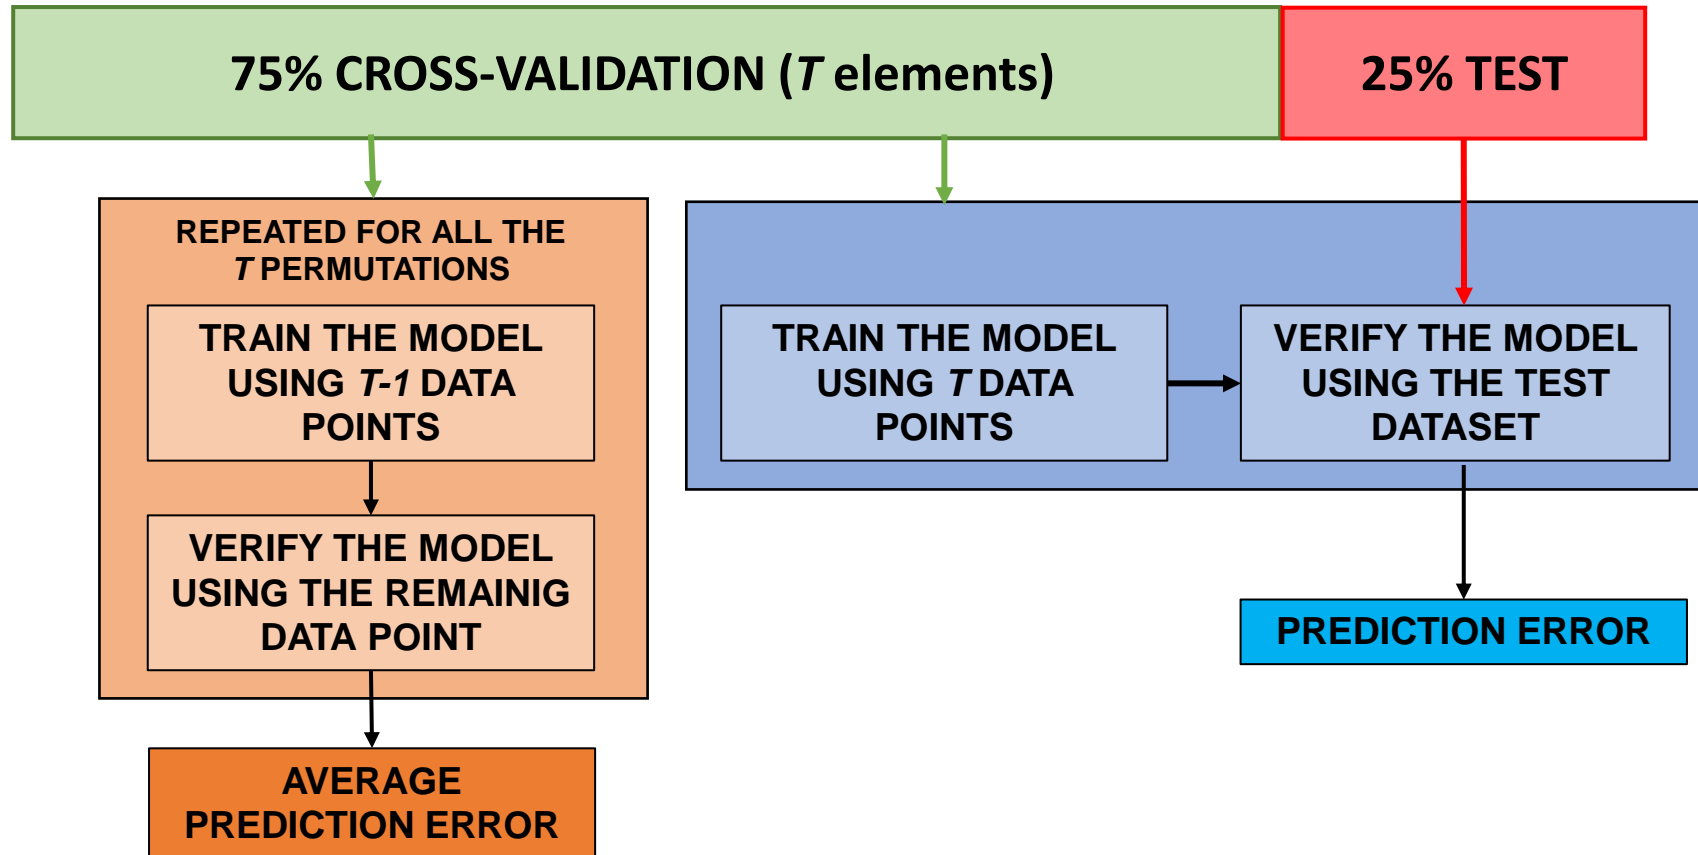 75% CROSS-VALIDATION (T elements)
25% TEST
REPEATED FOR ALL THE
T PERMUTATIONS
TRAIN THE MODEL
USING T-1 DATA
POINTS
VERIFY THE MODEL
USING THE REMAINIG
DATA POINT
AVERAGE
PREDICTION ERROR
TRAIN THE MODEL
USING T DATA
POINTS
VERIFY THE MODEL
USING THE TEST
DATASET
PREDICTION ERROR